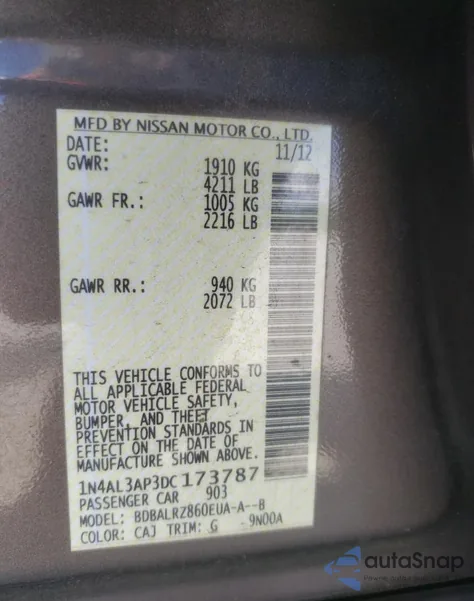 MFD BY NISSAN MOTOR CO., LTD.
DATE: 11/12
GVWR: 1910 KG
4211 LB
GAWR FR.: 1005 KG
2216 LB
GAWR RR.: 940 KG
2072 LB
THIS VEHICLE CONFORMS TO
ALL APPLICABLE FEDERAL
MOTOR VEHICLE SAFETY,
BUMPER, AND THEFT
PREVENTION STANDARDS IN
EFFECT ON THE DATE OF
MANUFACTURE SHOWN ABOVE.
1N4AL3AP3DC173787
PASSENGER CAR 903
MODEL: BDBALRZ860EUA-A--B
COLOR: CAJ TRIM: G 9N00A
autaSnap